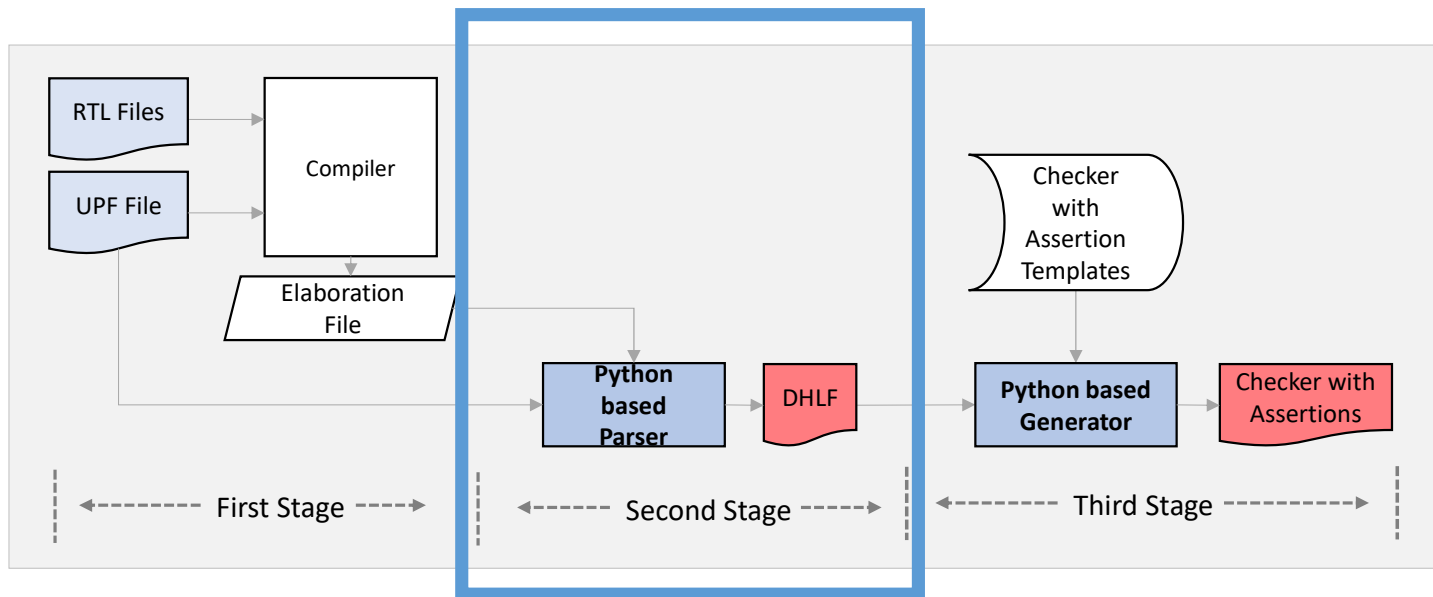 RTL Files
UPF File
Compiler
Elaboration
File
Python
based
Parser
DHLF
Checker
with
Assertion
Templates
Python based
Generator
Checker with
Assertions
First Stage
Second Stage
Third Stage